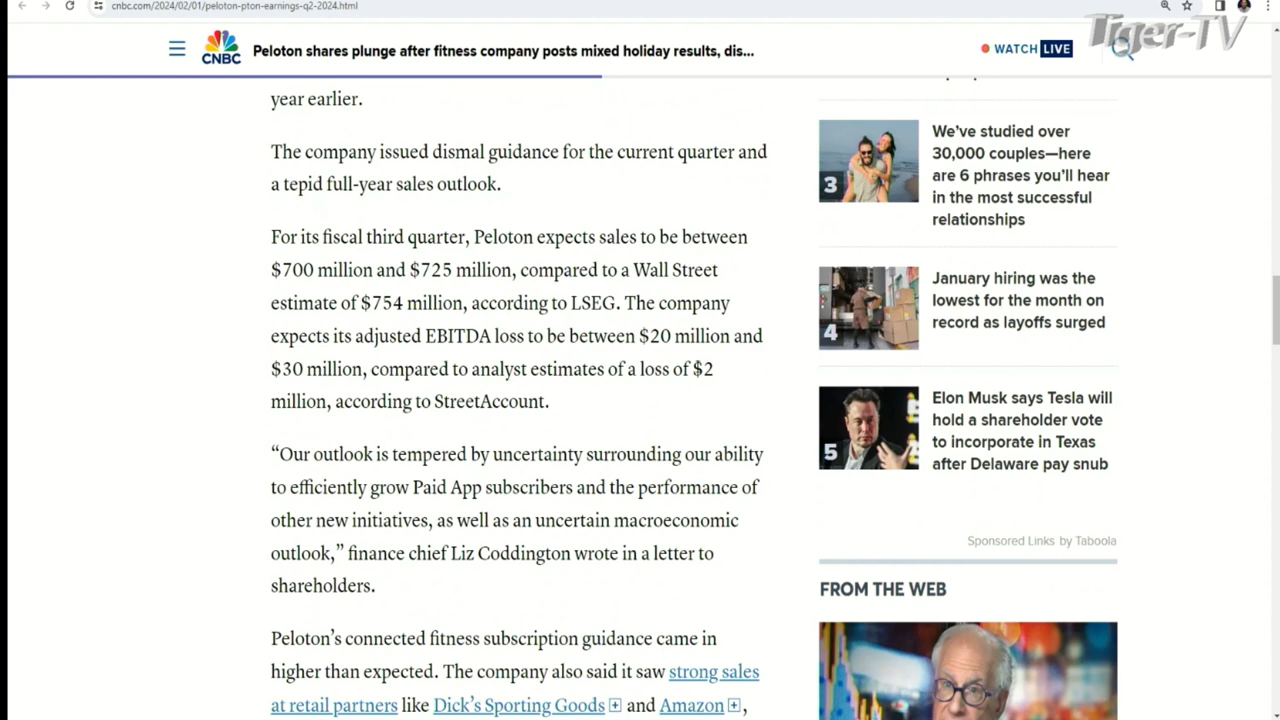 cnbc.com/2024/02/01/peloton-pton-earnings-q2-2024.html
Tiger-TV
CNBC
Peloton shares plunge after fitness company posts mixed holiday results, dis...
WATCH LIVE
year earlier.
The company issued dismal guidance for the current quarter and
a tepid full-year sales outlook.
For its fiscal third quarter, Peloton expects sales to be between
$700 million and $725 million, compared to a Wall Street
estimate of $754 million, according to LSEG. The company
expects its adjusted EBITDA loss to be between $20 million and
$30 million, compared to analyst estimates of a loss of $2
million, according to StreetAccount.
“Our outlook is tempered by uncertainty surrounding our ability
to efficiently grow Paid App subscribers and the performance of
other new initiatives, as well as an uncertain macroeconomic
outlook,” finance chief Liz Coddington wrote in a letter to
shareholders.
Peloton’s connected fitness subscription guidance came in
higher than expected. The company also said it saw strong sales
at retail partners like Dick’s Sporting Goods and Amazon,
3
We’ve studied over
30,000 couples—here
are 6 phrases you’ll hear
in the most successful
relationships
4
January hiring was the
lowest for the month on
record as layoffs surged
5
Elon Musk says Tesla will
hold a shareholder vote
to incorporate in Texas
after Delaware pay snub
Sponsored Links by Taboola
FROM THE WEB